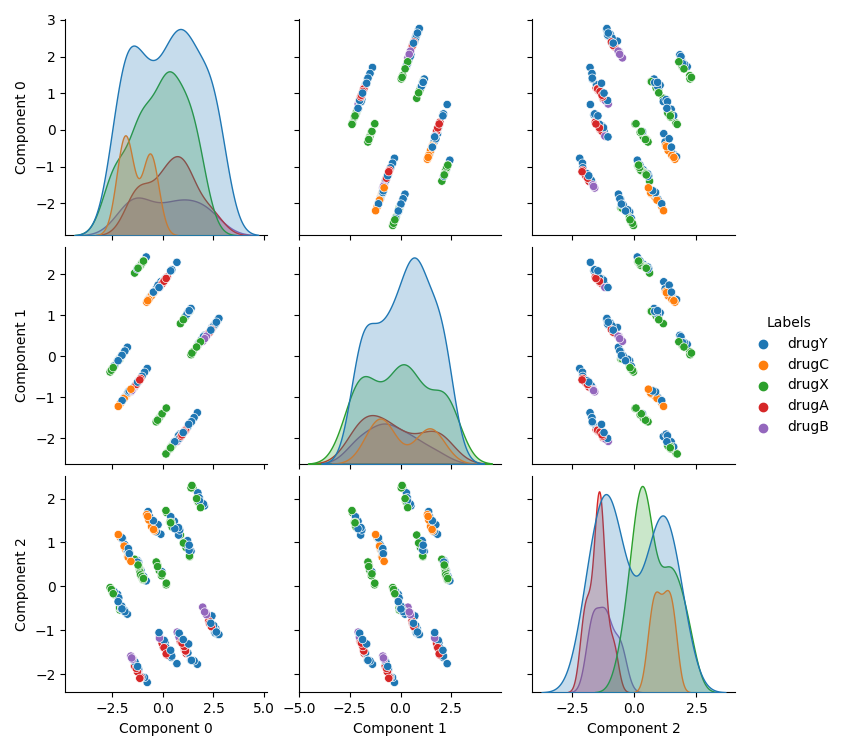 3
2
1
0
−1
−2
Component 0
2
1
0
−1
−2
Component 1
Labels
drugY
drugC
drugX
drugA
drugB
2
1
0
−1
−2
Component 2
−2.5 0.0 2.5 5.0
Component 0
−5.0 −2.5 0.0 2.5
Component 1
−2.5 0.0 2.5
Component 2